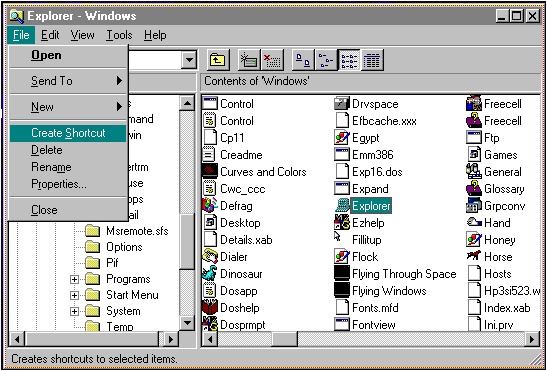 Explorer - Windows
File Edit View Tools Help
Open
Send To
New
Create Shortcut
Delete
Rename
Properties...
Close
mmand
win
ertrm
use
ops
ail
Msremote.sfs
Options
Pif
Programs
Start Menu
System
Temp
Contents of 'Windows'
Control
Control
Cp11
Creadme
Curves and Colors
Cwc_ccc
Defrag
Desktop
Details.xab
Dialer
Dinosaur
Dosapp
Doshelp
Dosprmpt
Drvspace
Efbcache.xxx
Egypt
Emm386
Exp16.dos
Expand
Explorer
Ezhelp
Fillitup
Flock
Flying Through Space
Flying Windows
Fonts.mfd
Fontview
Freecell
Freecell
Ftp
Games
General
Glossary
Grpconv
Hand
Honey
Horse
Hosts
Hp3si523.w
Index.xab
Ini.prv
Creates shortcuts to selected items.